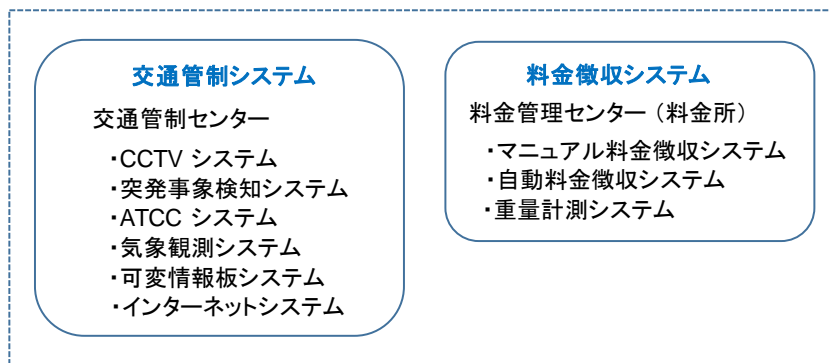 交通管制システム
交通管制センター
・CCTV システム
・突発事象検知システム
・ATCC システム
・気象観測システム
・可変情報板システム
・インターネットシステム
料金徴収システム
料金管理センター（料金所）
・マニュアル料金徴収システム
・自動料金徴収システム
・重量計測システム